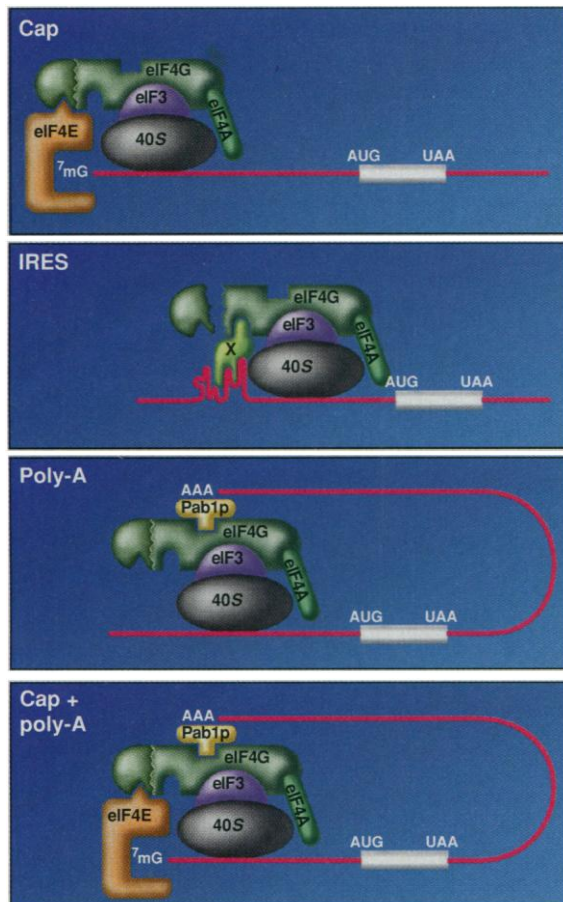 Cap
eIF4G
eIF3
eIF4A
eIF4E
40S
7mG
AUG UAA
IRES
eIF4G
eIF3
X
eIF4A
40S
AUG UAA
Poly-A
AAA
Pab1p
eIF4G
eIF3
eIF4A
40S
AUG UAA
Cap +
poly-A
AAA
Pab1p
eIF4G
eIF3
eIF4A
eIF4E
40S
7mG
AUG UAA